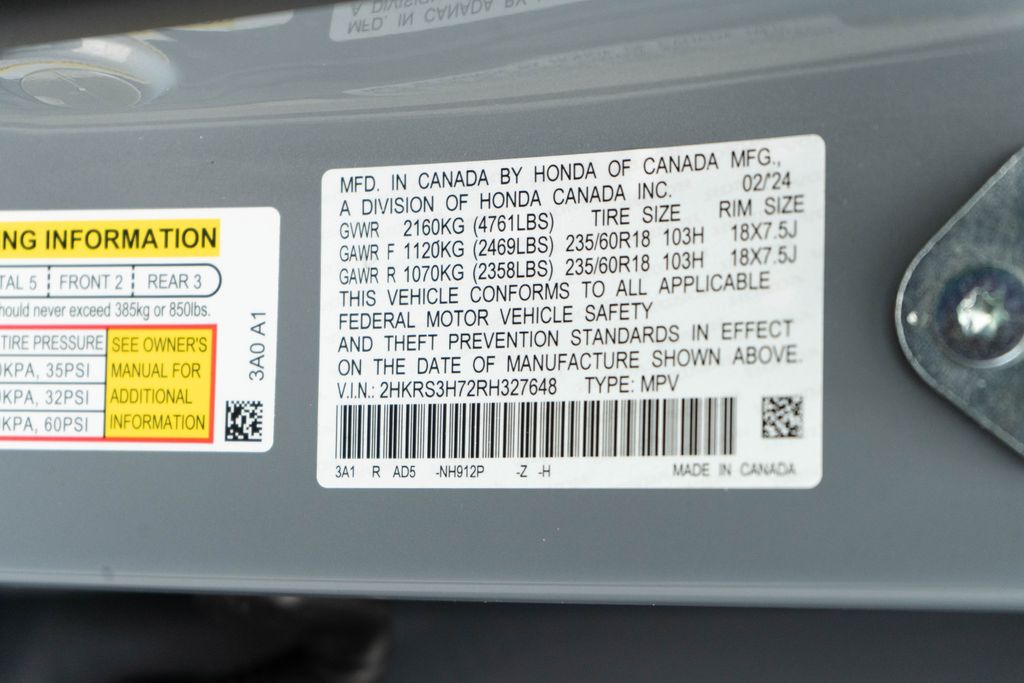 MFD. IN CANADA BY
A DIVISION
NG INFORMATION
TAL 5 FRONT 2 REAR 3
hould never exceed 385kg or 850lbs.
TIRE PRESSURE
KPA, 35PSI
KPA, 32PSI
KPA, 60PSI
SEE OWNER'S
MANUAL FOR
ADDITIONAL
INFORMATION
3A0 A1
MFD. IN CANADA BY HONDA OF CANADA MFG.,
A DIVISION OF HONDA CANADA INC. 02/'24
GVWR 2160KG (4761LBS) TIRE SIZE RIM SIZE
GAWR F 1120KG (2469LBS) 235/60R18 103H 18X7.5J
GAWR R 1070KG (2358LBS) 235/60R18 103H 18X7.5J
THIS VEHICLE CONFORMS TO ALL APPLICABLE
FEDERAL MOTOR VEHICLE SAFETY
AND THEFT PREVENTION STANDARDS IN EFFECT
ON THE DATE OF MANUFACTURE SHOWN ABOVE.
V.I.N.: 2HKRS3H72RH327648 TYPE: MPV
3A1 R AD5 -NH912P -Z -H MADE IN CANADA